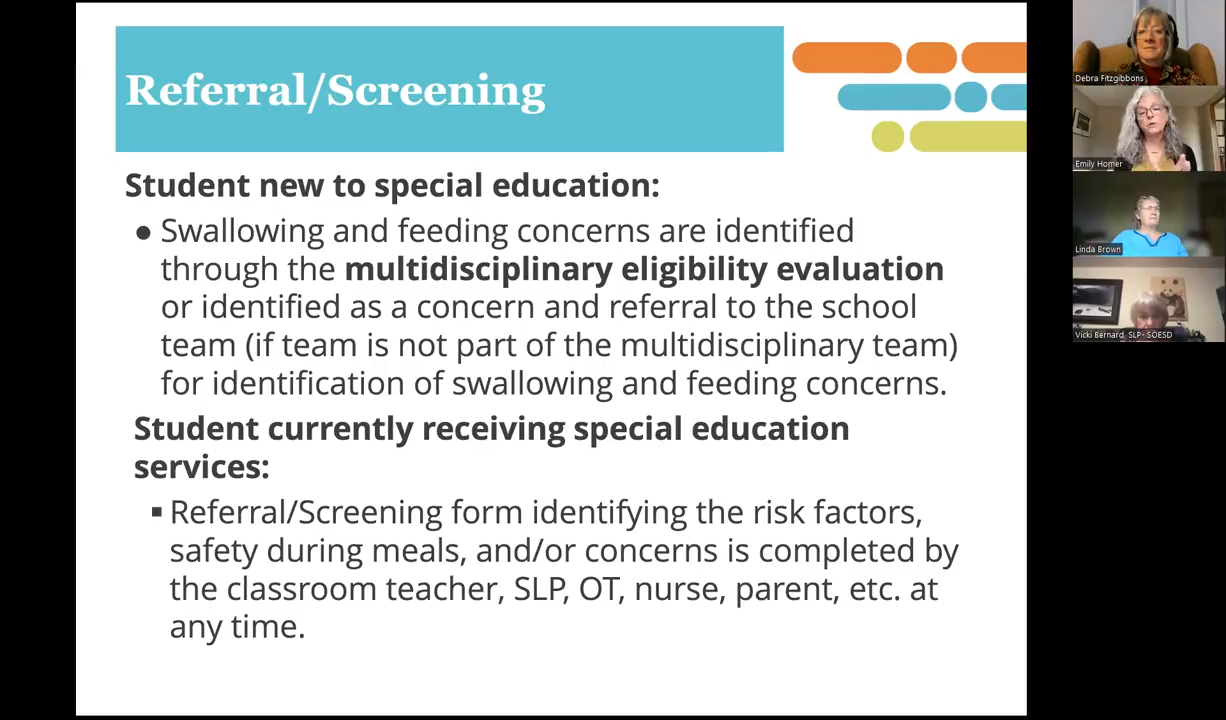 Referral/Screening
Student new to special education:
● Swallowing and feeding concerns are identified
through the multidisciplinary eligibility evaluation
or identified as a concern and referral to the school
team (if team is not part of the multidisciplinary team)
for identification of swallowing and feeding concerns.
Student currently receiving special education
services:
▪ Referral/Screening form identifying the risk factors,
safety during meals, and/or concerns is completed by
the classroom teacher, SLP, OT, nurse, parent, etc. at
any time.
Debra Fitzgibbons
Emily Homer
Linda Brown
Vicki Bernard, SLP- SOESD